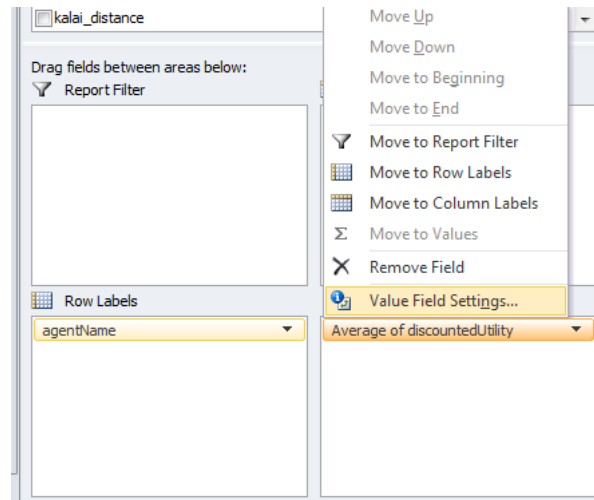 kalai_distance
Drag fields between areas below:
Report Filter
Move Up
Move Down
Move to Beginning
Move to End
Move to Report Filter
Move to Row Labels
Move to Column Labels
Σ Move to Values
Remove Field
Value Field Settings...
Row Labels
agentName
Average of discountedUtility